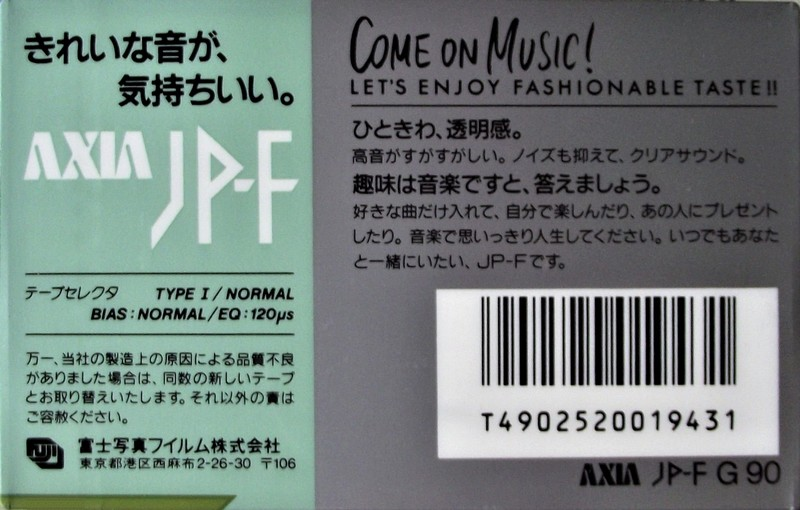 きれいな音が、
気持ちいい。
AXIA JP-F
テープセレクタ TYPE I / NORMAL
BIAS : NORMAL / EQ : 120μs
万一、当社の製造上の原因による品質不良
がありました場合は、同数の新しいテープ
とお取り替えいたします。それ以外の責は
ご容赦ください。
FUJI 富士写真フイルム株式会社
東京都港区西麻布2-26-30 〒106
COME ON MUSIC!
LET'S ENJOY FASHIONABLE TASTE!!
ひときわ、透明感。
高音がすがすがしい。ノイズも抑えて、クリアサウンド。
趣味は音楽ですと、答えましょう。
好きな曲だけ入れて、自分で楽しんだり、あの人にプレゼント
したり。音楽で思いっきり人生してください。いつでもあなた
と一緒にいたい、JP-Fです。
T4902520019431
AXIA JP-F G 90